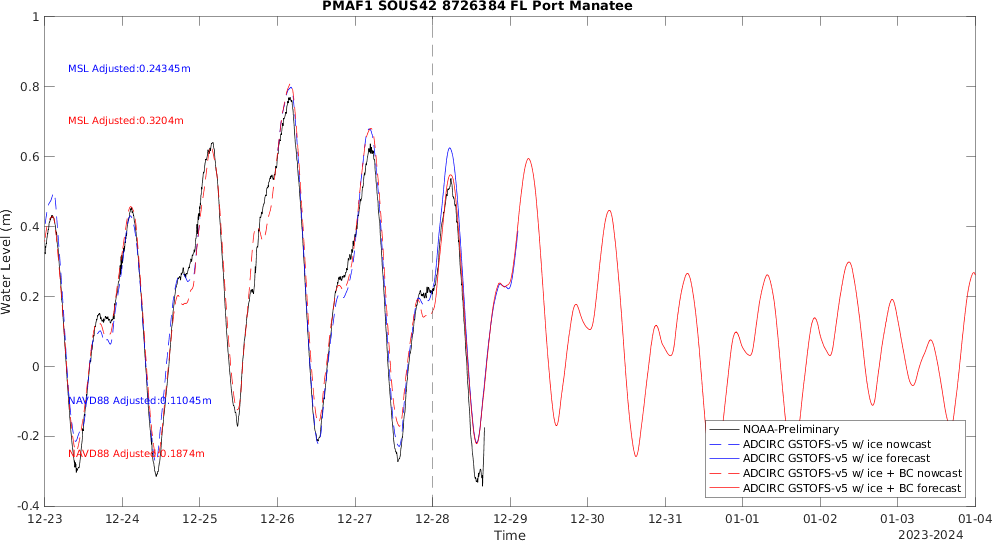 PMAF1 SOUS42 8726384 FL Port Manatee
1
0.8
0.6
0.4
0.2
0
-0.2
-0.4
Water Level (m)
MSL Adjusted:0.24345m
MSL Adjusted:0.3204m
NAVD88 Adjusted:0.11045m
NAVD88 Adjusted:0.1874m
NOAA-Preliminary
ADCIRC GSTOFS-v5 w/ ice nowcast
ADCIRC GSTOFS-v5 w/ ice forecast
ADCIRC GSTOFS-v5 w/ ice + BC nowcast
ADCIRC GSTOFS-v5 w/ ice + BC forecast
12-23 12-24 12-25 12-26 12-27 12-28 12-29 12-30 12-31 01-01 01-02 01-03 01-04
Time
2023-2024